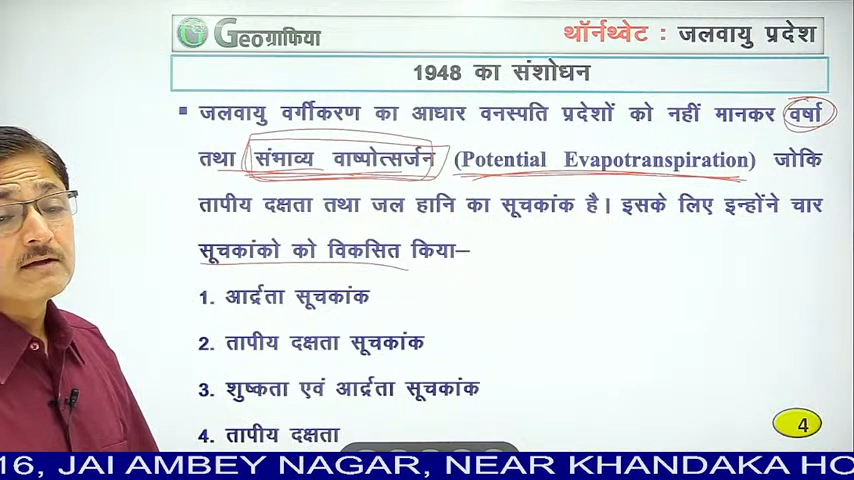 Geoग्राफिया
थॉर्नथ्वेट : जलवायु प्रदेश
1948 का संशोधन
जलवायु वर्गीकरण का आधार वनस्पति प्रदेशों को नहीं मानकर वर्षा
तथा संभाव्य वाष्पोत्सर्जन (Potential Evapotranspiration) जोकि
तापीय दक्षता तथा जल हानि का सूचकांक है। इसके लिए इन्होंने चार
सूचकांको को विकसित किया–
1. आर्द्रता सूचकांक
2. तापीय दक्षता सूचकांक
3. शुष्कता एवं आर्द्रता सूचकांक
4. तापीय दक्षता
4
16, JAI AMBEY NAGAR, NEAR KHANDAKA HO